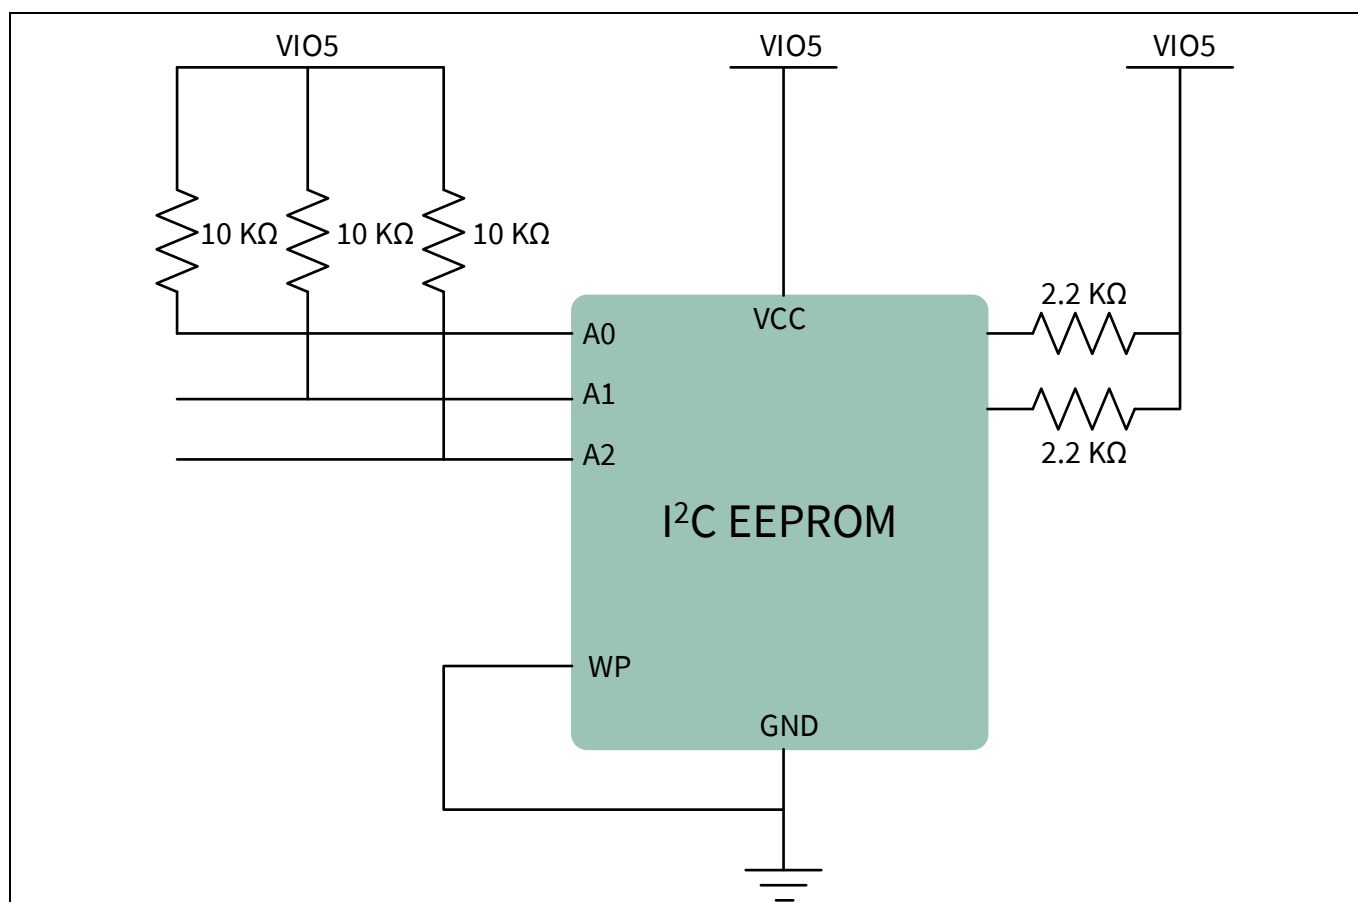 VIO5
VIO5
VIO5
10 KΩ
10 KΩ
10 KΩ
2.2 KΩ
VCC
A0
A1
A2
2.2 KΩ
I²C EEPROM
WP
GND